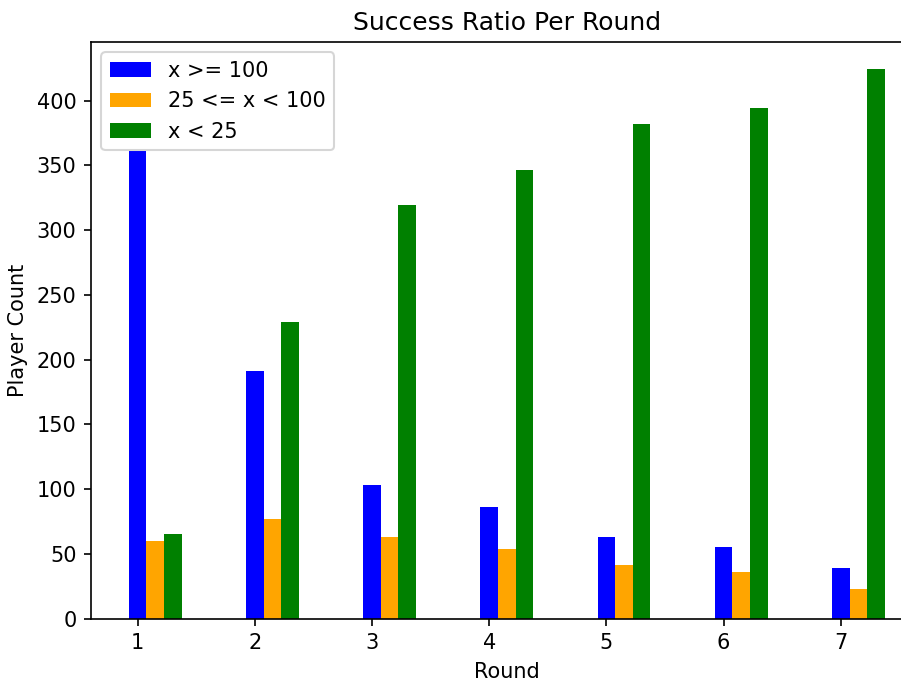 Success Ratio Per Round
x >= 100
25 <= x < 100
x < 25
400
350
300
250
200
150
100
50
0
Player Count
1 2 3 4 5 6 7
Round